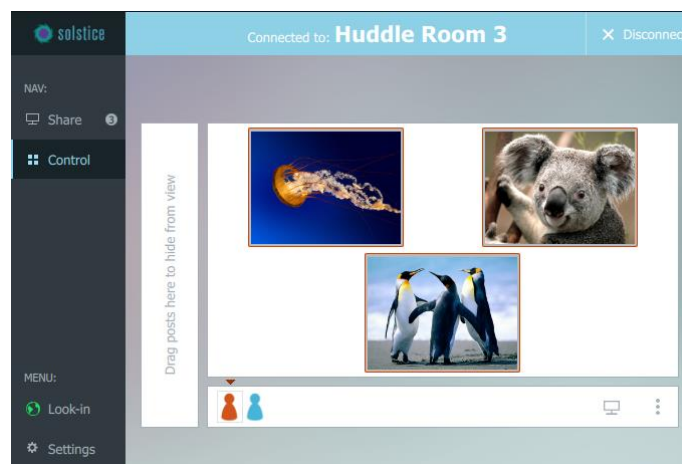 solstice
Connected to: Huddle Room 3
Disconnec
NAV:
Share 3
Control
Drag posts here to hide from view
MENU:
Look-in
Settings